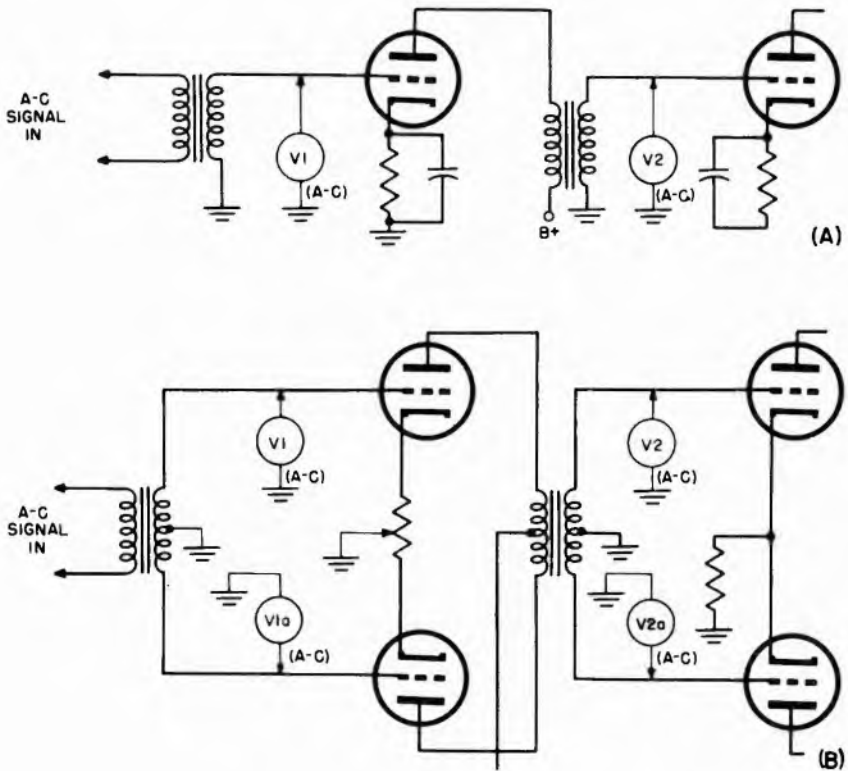 A-C
SIGNAL
IN
V1
(A-C)
B+
V2
(A-C)
(A)
A-C
SIGNAL
IN
V1
(A-C)
V2
(A-C)
V1a
(A-C)
V2a
(A-C)
(B)